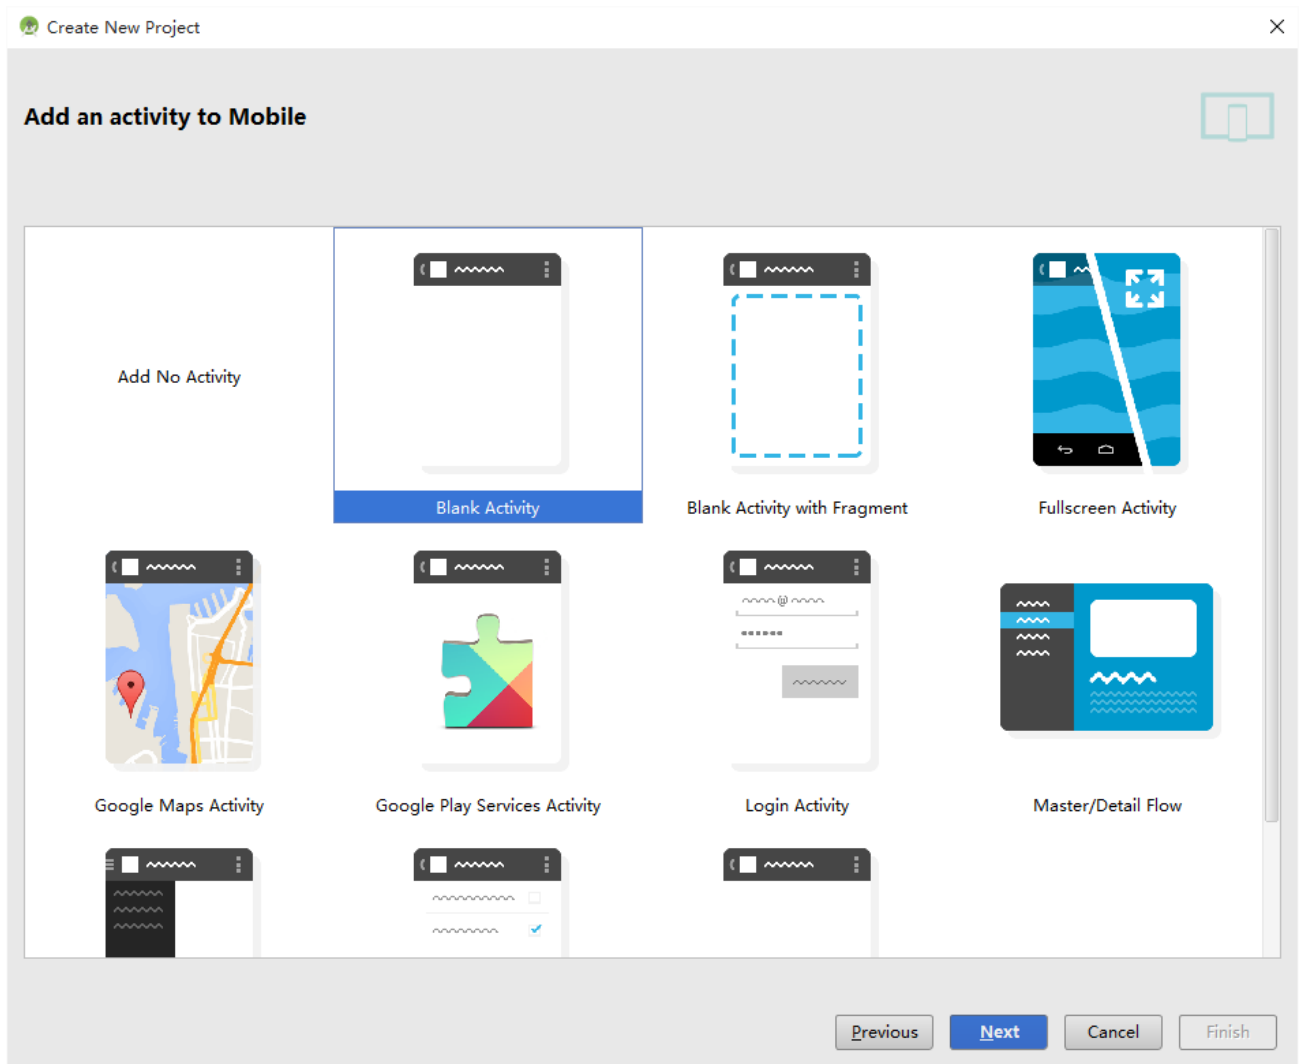 Create New Project
Add an activity to Mobile
Add No Activity
Blank Activity
Blank Activity with Fragment
Fullscreen Activity
Google Maps Activity
Google Play Services Activity
Login Activity
Master/Detail Flow
Previous
Next
Cancel
Finish